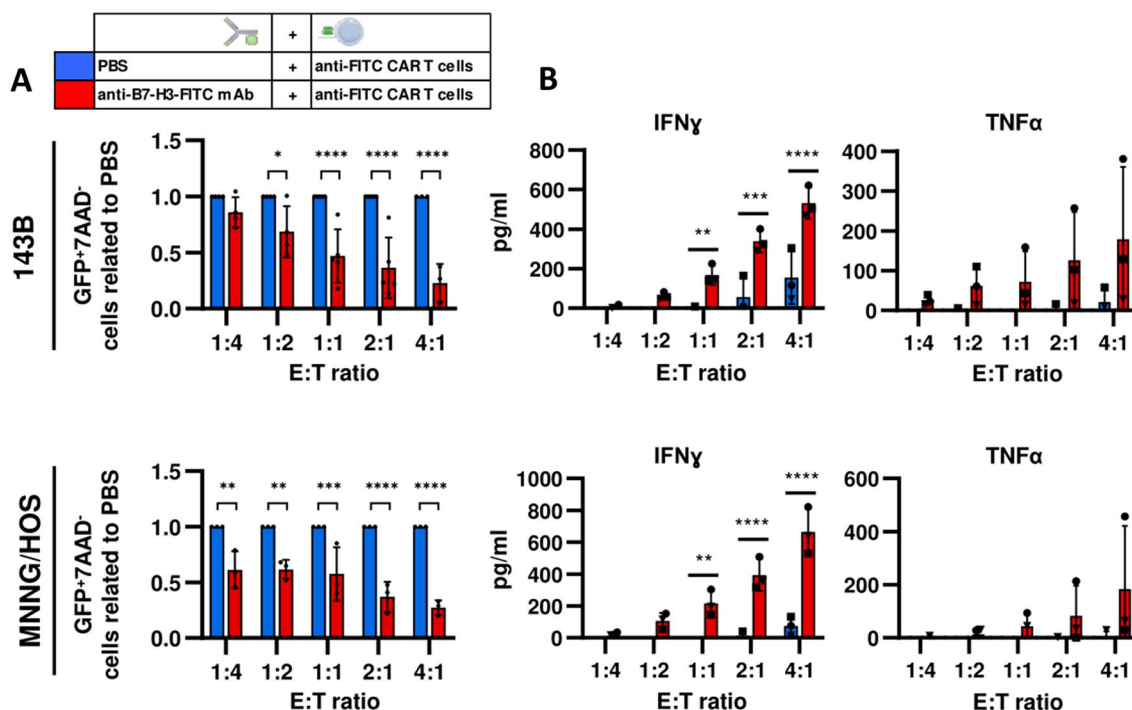 +
PBS + anti-FITC CAR T cells
anti-B7-H3-FITC mAb + anti-FITC CAR T cells
A
B
143B
GFP⁺7AAD⁻
cells related to PBS
1.5
1.0
0.5
0.0
* **** **** ****
1:4 1:2 1:1 2:1 4:1
E:T ratio
IFNɣ
pg/ml
800
600
400
200
0
** *** ****
1:4 1:2 1:1 2:1 4:1
E:T ratio
TNFα
400
300
200
100
0
1:4 1:2 1:1 2:1 4:1
E:T ratio
MNNG/HOS
GFP⁺7AAD⁻
cells related to PBS
1.5
1.0
0.5
0.0
** ** *** **** ****
1:4 1:2 1:1 2:1 4:1
E:T ratio
IFNɣ
pg/ml
1000
800
600
400
200
0
** **** ****
1:4 1:2 1:1 2:1 4:1
E:T ratio
TNFα
600
400
200
0
1:4 1:2 1:1 2:1 4:1
E:T ratio